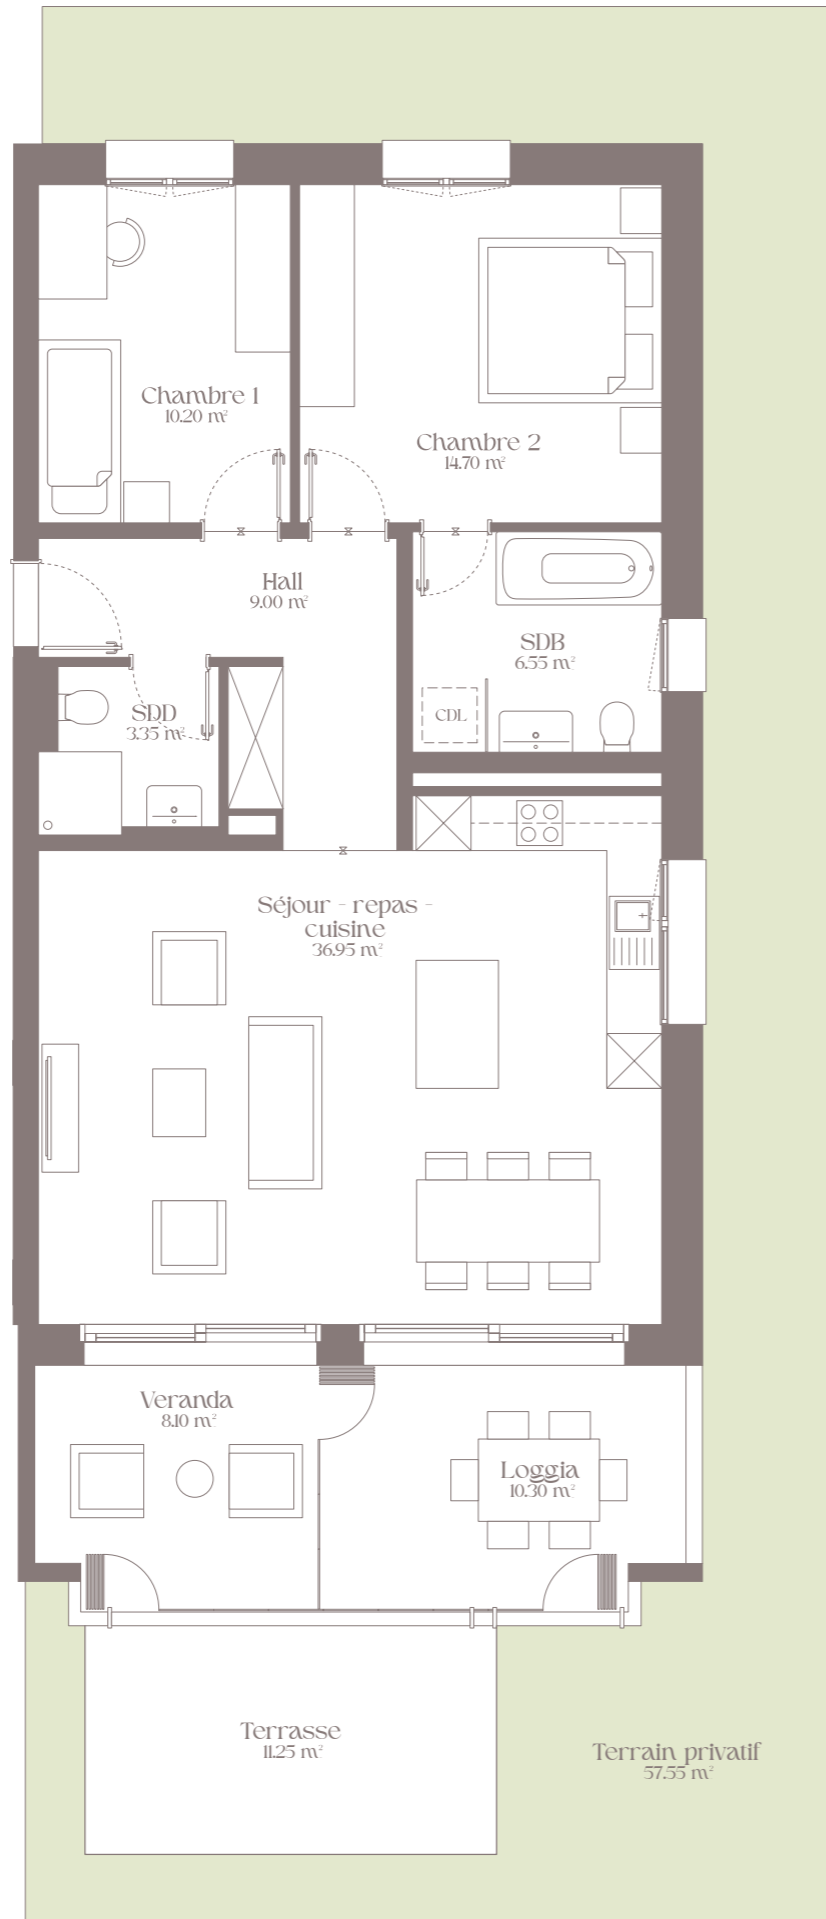 Chambre 1
10.20 m²
Chambre 2
14.70 m²
Hall
9.00 m²
SDB
6.55 m²
SDD
3.35 m²
CDL
Séjour - repas -
cuisine
36.95 m²
Veranda
8.10 m²
Loggia
10.30 m²
Terrasse
11.25 m²
Terrain privatif
57.55 m²